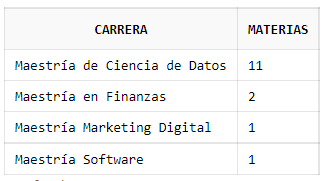 CARRERA MATERIAS
Maestría de Ciencia de Datos 11
Maestría en Finanzas 2
Maestría Marketing Digital 1
Maestría Software 1